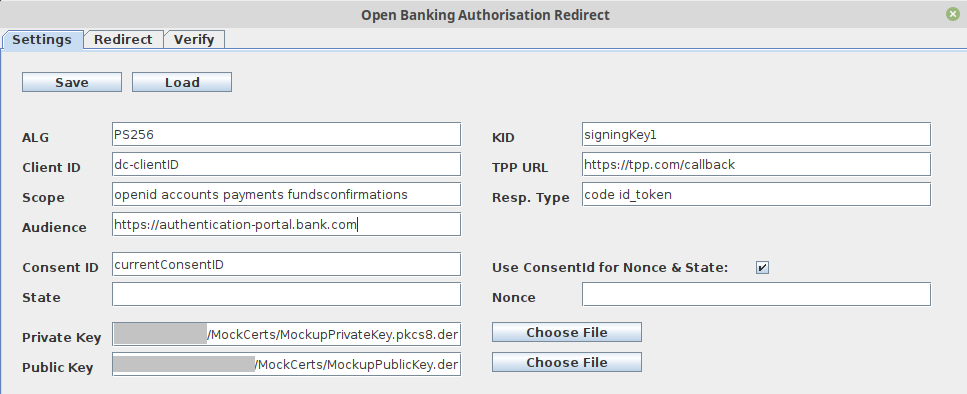 Open Banking Authorisation Redirect
Settings Redirect Verify
Save Load
ALG PS256 KID signingKey1
Client ID dc-clientID TPP URL https://tpp.com/callback
Scope openid accounts payments fundsconfirmations Resp. Type code id_token
Audience https://authentication-portal.bank.com
Consent ID currentConsentID Use ConsentId for Nonce & State:
State Nonce
Private Key /MockCerts/MockupPrivateKey.pkcs8.der Choose File
Public Key /MockCerts/MockupPublicKey.der Choose File